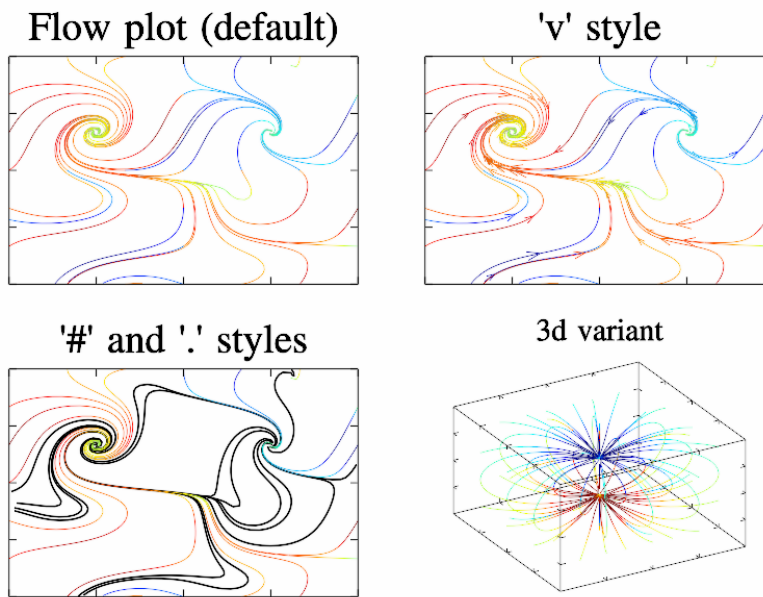 Flow plot (default)
'v' style
'#' and '.' styles
3d variant